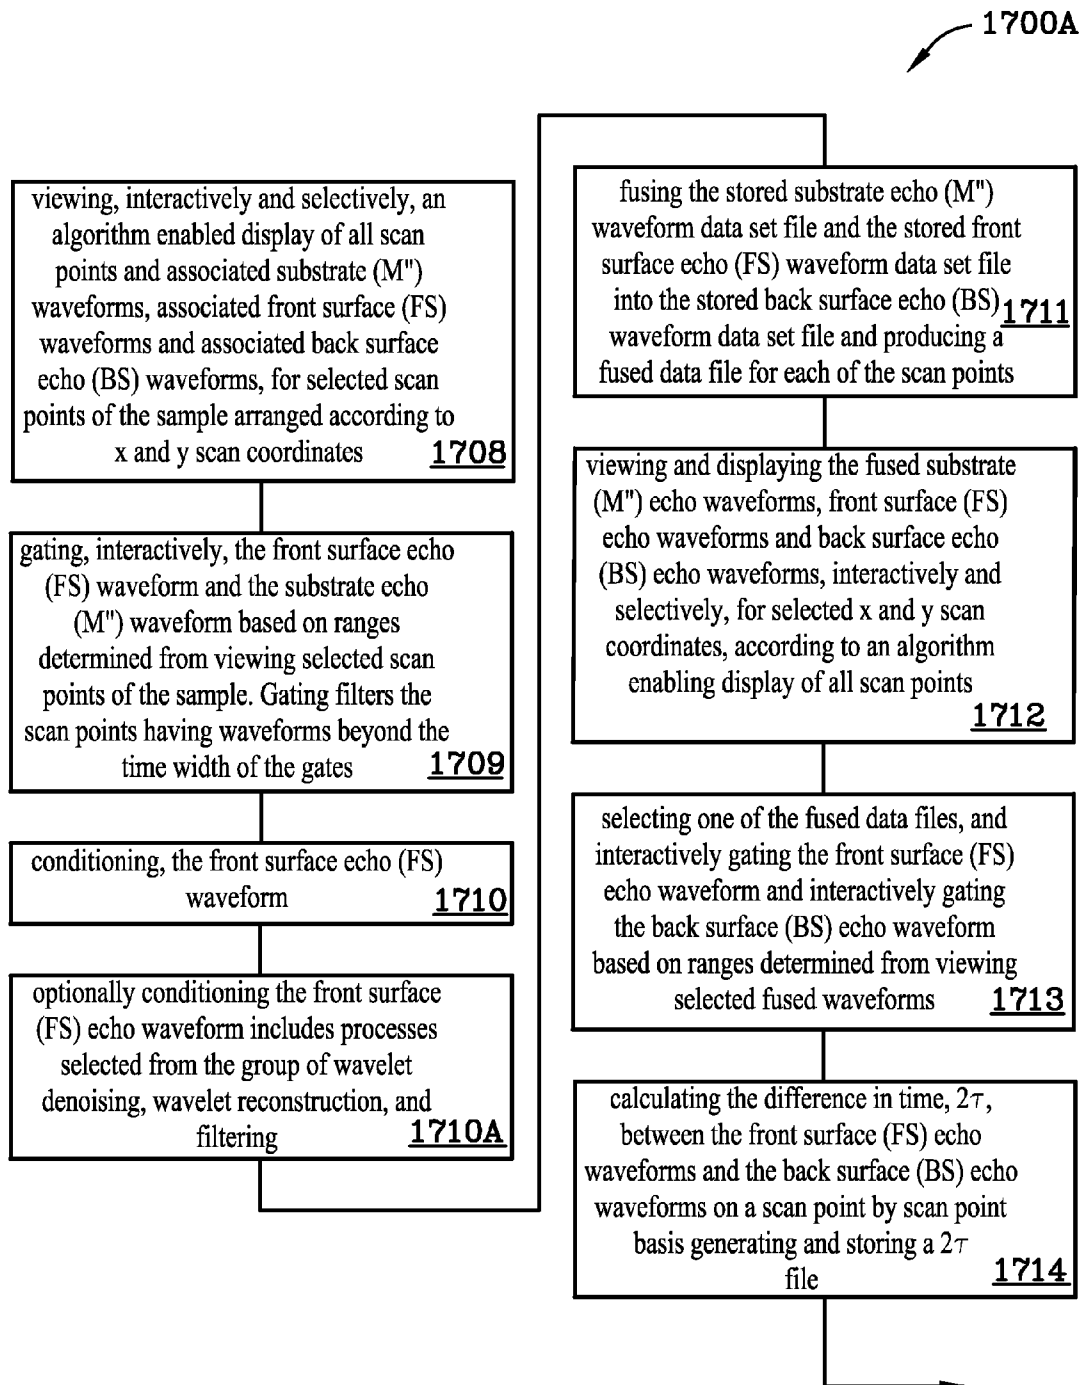 1700A
viewing, interactively and selectively, an
algorithm enabled display of all scan
points and associated substrate (M")
waveforms, associated front surface (FS)
waveforms and associated back surface
echo (BS) waveforms, for selected scan
points of the sample arranged according to
x and y scan coordinates 1708
gating, interactively, the front surface echo
(FS) waveform and the substrate echo
(M") waveform based on ranges
determined from viewing selected scan
points of the sample. Gating filters the
scan points having waveforms beyond the
time width of the gates 1709
conditioning, the front surface echo (FS)
waveform 1710
optionally conditioning the front surface
(FS) echo waveform includes processes
selected from the group of wavelet
denoising, wavelet reconstruction, and
filtering 1710A
fusing the stored substrate echo (M")
waveform data set file and the stored front
surface echo (FS) waveform data set file
into the stored back surface echo (BS) 1711
waveform data set file and producing a
fused data file for each of the scan points
viewing and displaying the fused substrate
(M") echo waveforms, front surface (FS)
echo waveforms and back surface echo
(BS) echo waveforms, interactively and
selectively, for selected x and y scan
coordinates, according to an algorithm
enabling display of all scan points
1712
selecting one of the fused data files, and
interactively gating the front surface (FS)
echo waveform and interactively gating
the back surface (BS) echo waveform
based on ranges determined from viewing
selected fused waveforms 1713
calculating the difference in time, 2τ,
between the front surface (FS) echo
waveforms and the back surface (BS) echo
waveforms on a scan point by scan point
basis generating and storing a 2τ
file 1714